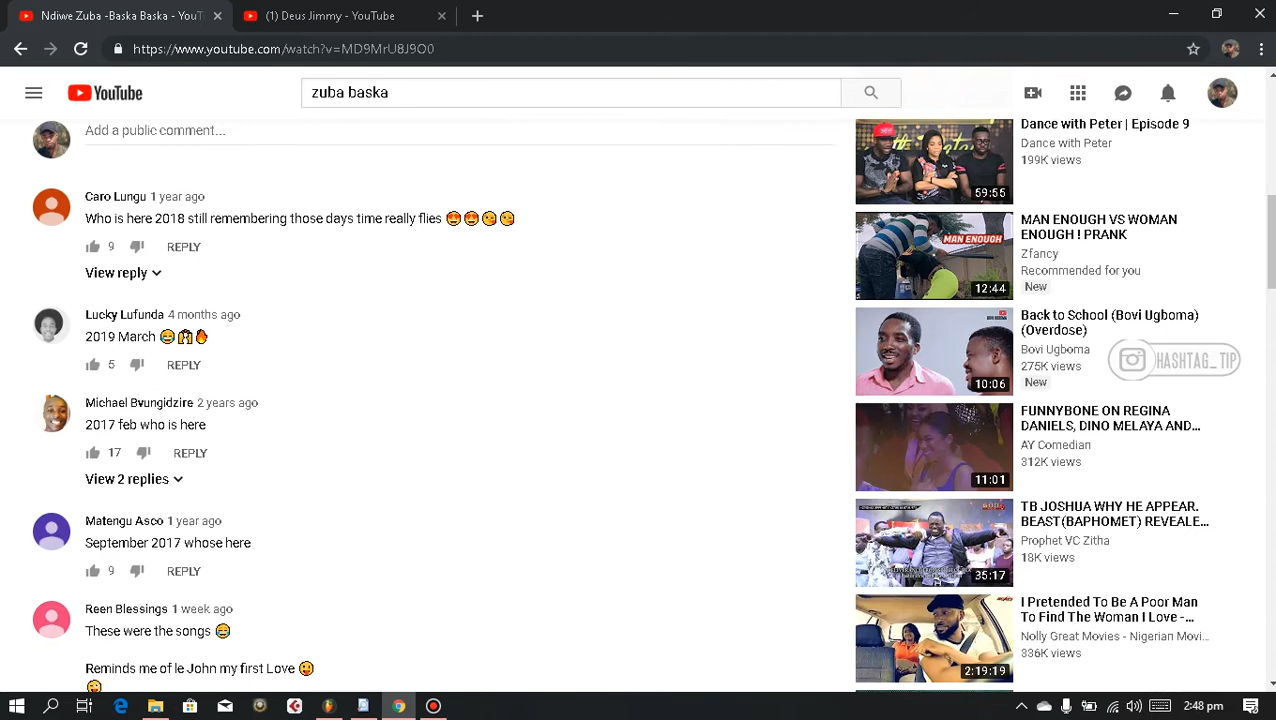 Ndiwe Zuba -Baska Baska - YouT
(1) Deus Jimmy - YouTube
https://www.youtube.com/watch?v=MD9MrU8J9O0
YouTube
zuba baska
Add a public comment...
Caro Lungu 1 year ago
Who is here 2018 still remembering those days time really flies 😍😍😘😘
9 REPLY
View reply
Lucky Lufunda 4 months ago
2019 March 😂🙈🔥
5 REPLY
Michael Bvungidzire 2 years ago
2017 feb who is here
17 REPLY
View 2 replies
Matengu Asco 1 year ago
September 2017 whose here
9 REPLY
Reen Blessings 1 week ago
These were the songs 😂
Reminds me of le John my first Love
59:55
Dance with Peter | Episode 9
Dance with Peter
199K views
MAN ENOUGH
12:44
MAN ENOUGH VS WOMAN
ENOUGH ! PRANK
Zfancy
Recommended for you
New
10:06
Back to School (Bovi Ugboma)
(Overdose)
Bovi Ugboma
275K views
New
HASHTAG_TIP
11:01
FUNNYBONE ON REGINA
DANIELS, DINO MELAYA AND...
AY Comedian
312K views
35:17
TB JOSHUA WHY HE APPEAR.
BEAST(BAPHOMET) REVEALE...
Prophet VC Zitha
18K views
2:19:19
I Pretended To Be A Poor Man
To Find The Woman I Love -...
Nolly Great Movies - Nigerian Movi...
336K views
2:48 pm